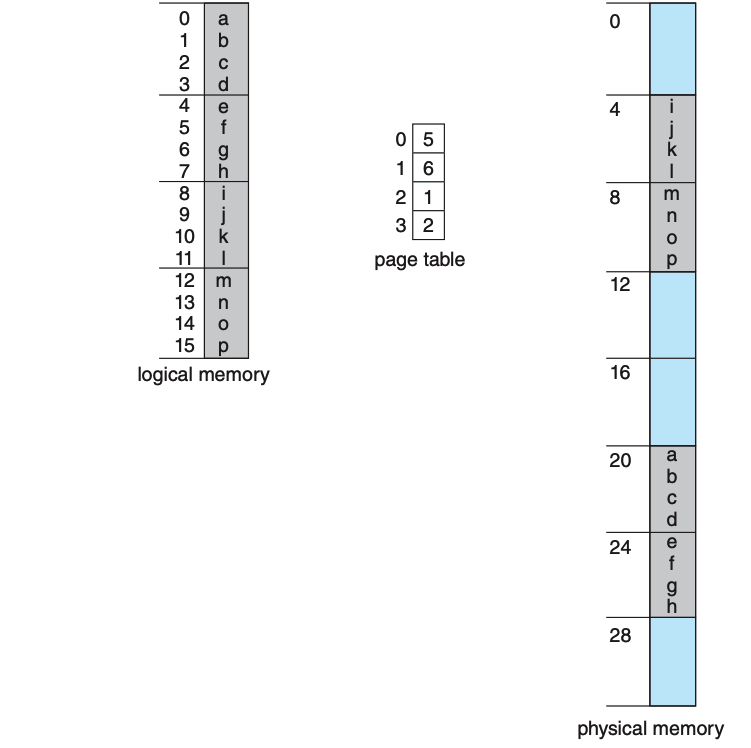 0 a
1 b
2 c
3 d
4 e
5 f
6 g
7 h
8 i
9 j
10 k
11 l
12 m
13 n
14 o
15 p
logical memory
0 5
1 6
2 1
3 2
page table
0
4 i
j
k
l
8 m
n
o
p
12
16
20 a
b
c
d
24 e
f
g
h
28
physical memory